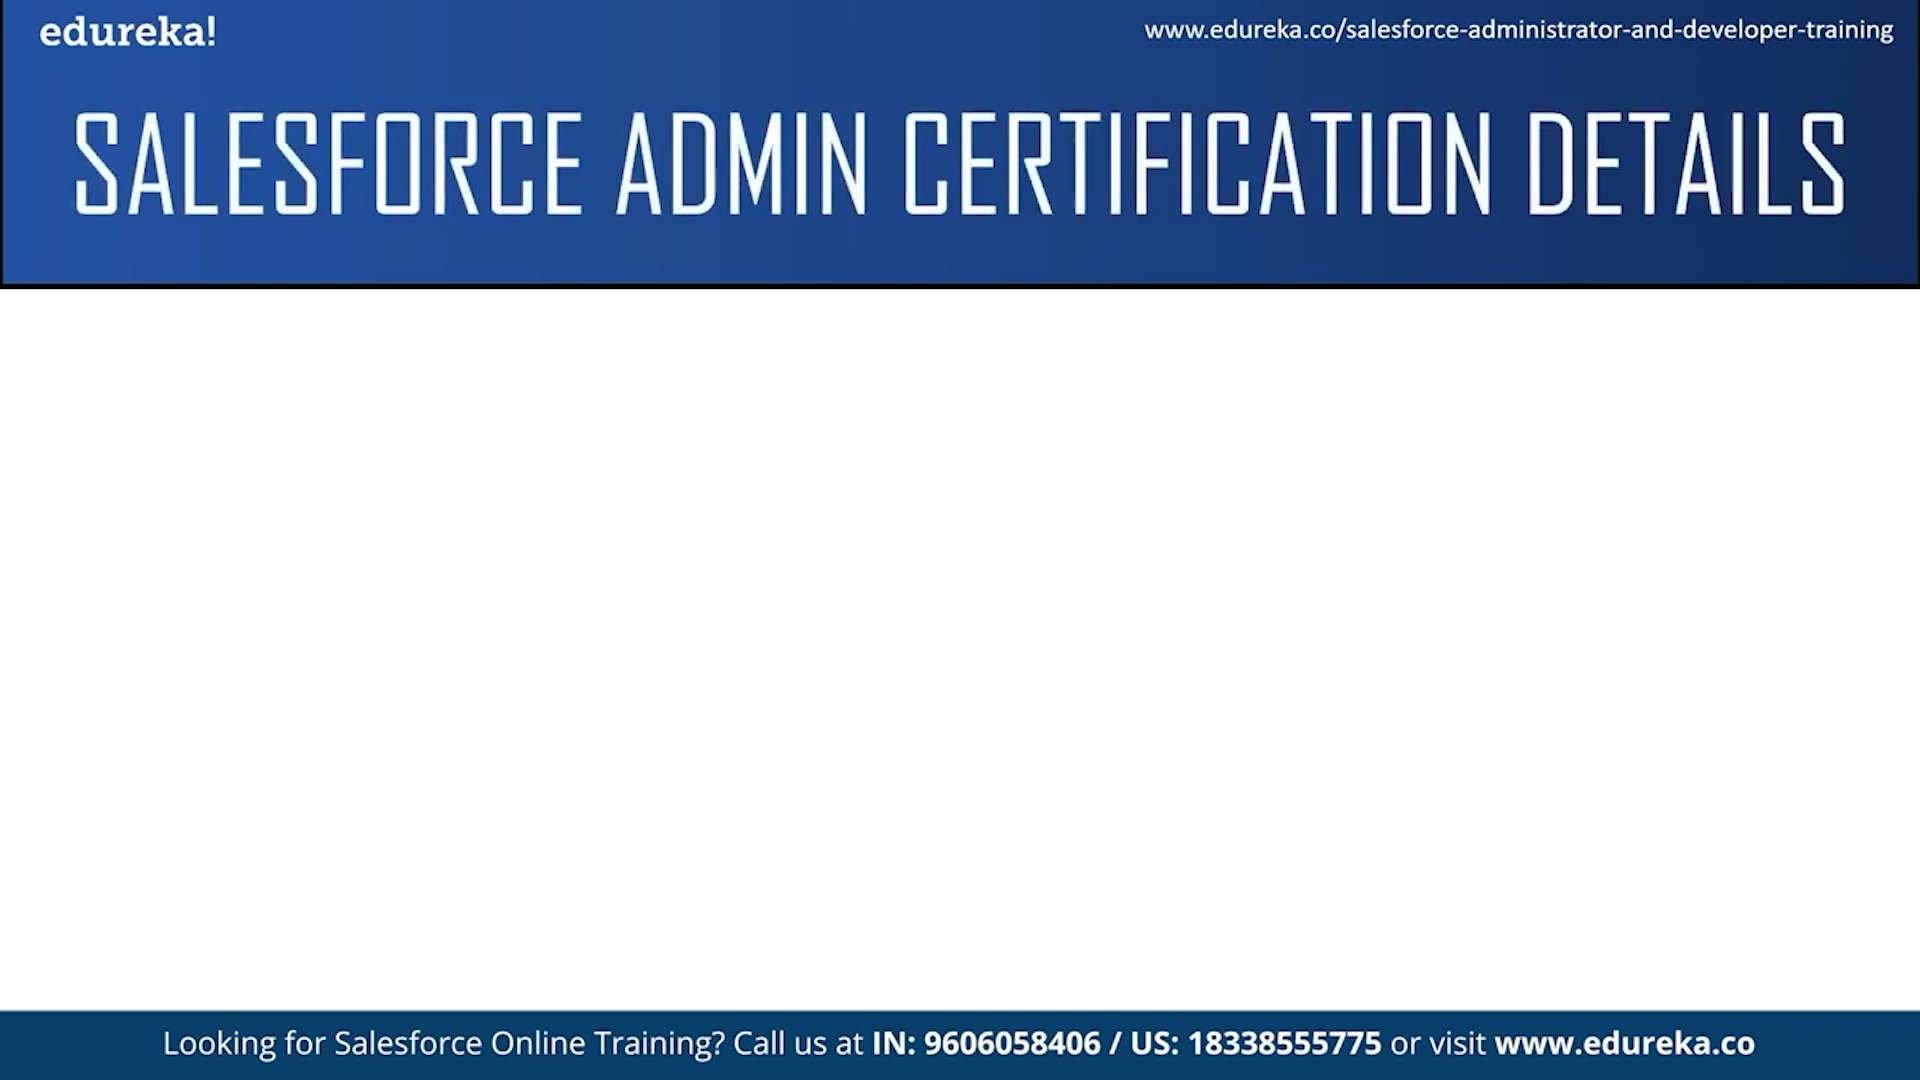 edureka!
www.edureka.co/salesforce-administrator-and-developer-training
SALESFORCE ADMIN CERTIFICATION DETAILS
Looking for Salesforce Online Training? Call us at IN: 9606058406 / US: 18338555775 or visit www.edureka.co